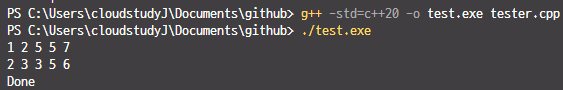 PS C:\Users\cloudstudyJ\Documents\github> g++ -std=c++20 -o test.exe tester.cpp
PS C:\Users\cloudstudyJ\Documents\github> ./test.exe
1 2 5 5 7
2 3 3 5 6
Done